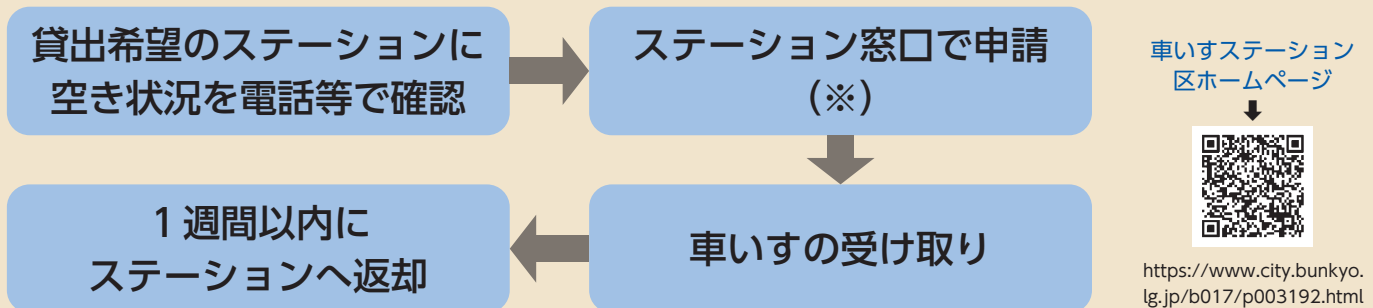 貸出希望のステーションに
空き状況を電話等で確認
ステーション窓口で申請
(※)
車いすの受け取り
1週間以内に
ステーションへ返却
車いすステーション
区ホームページ
https://www.city.bunkyo.
lg.jp/b017/p003192.html